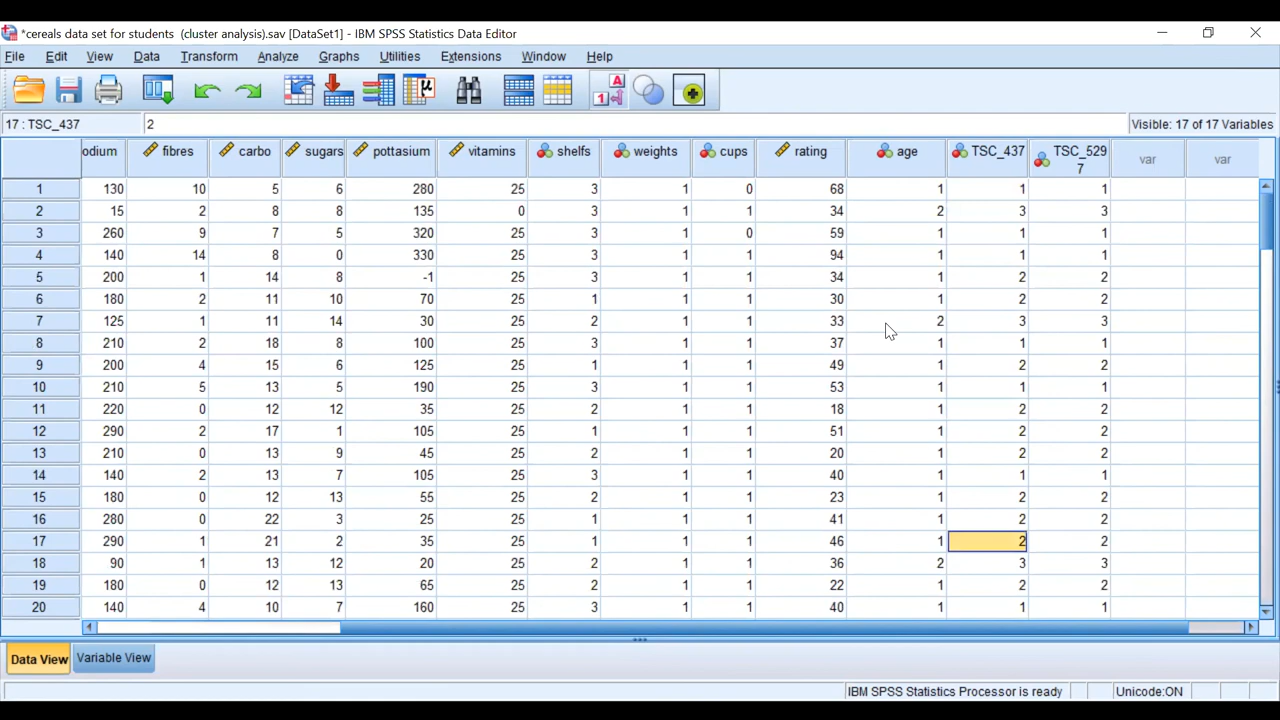 *cereals data set for students (cluster analysis).sav [DataSet1] - IBM SPSS Statistics Data Editor
File Edit View Data Transform Analyze Graphs Utilities Extensions Window Help
17 : TSC_437 2 Visible: 17 of 17 Variables
odium fibres carbo sugars pottasium vitamins shelfs weights cups rating age TSC_437 TSC_529 var var
7
1 130 10 5 6 280 25 3 1 0 68 1 1 1
2 15 2 8 8 135 0 3 1 1 34 2 3 3
3 260 9 7 5 320 25 3 1 0 59 1 1 1
4 140 14 8 0 330 25 3 1 1 94 1 1 1
5 200 1 14 8 -1 25 3 1 1 34 1 2 2
6 180 2 11 10 70 25 1 1 1 30 1 2 2
7 125 1 11 14 30 25 2 1 1 33 2 3 3
8 210 2 18 8 100 25 3 1 1 37 1 1 1
9 200 4 15 6 125 25 1 1 1 49 1 2 2
10 210 5 13 5 190 25 3 1 1 53 1 1 1
11 220 0 12 12 35 25 2 1 1 18 1 2 2
12 290 2 17 1 105 25 1 1 1 51 1 2 2
13 210 0 13 9 45 25 2 1 1 20 1 2 2
14 140 2 13 7 105 25 3 1 1 40 1 1 1
15 180 0 12 13 55 25 2 1 1 23 1 2 2
16 280 0 22 3 25 25 1 1 1 41 1 2 2
17 290 1 21 2 35 25 1 1 1 46 1 2 2
18 90 1 13 12 20 25 2 1 1 36 2 3 3
19 180 0 12 13 65 25 2 1 1 22 1 2 2
20 140 4 10 7 160 25 3 1 1 40 1 1 1
Data View Variable View
IBM SPSS Statistics Processor is ready Unicode:ON